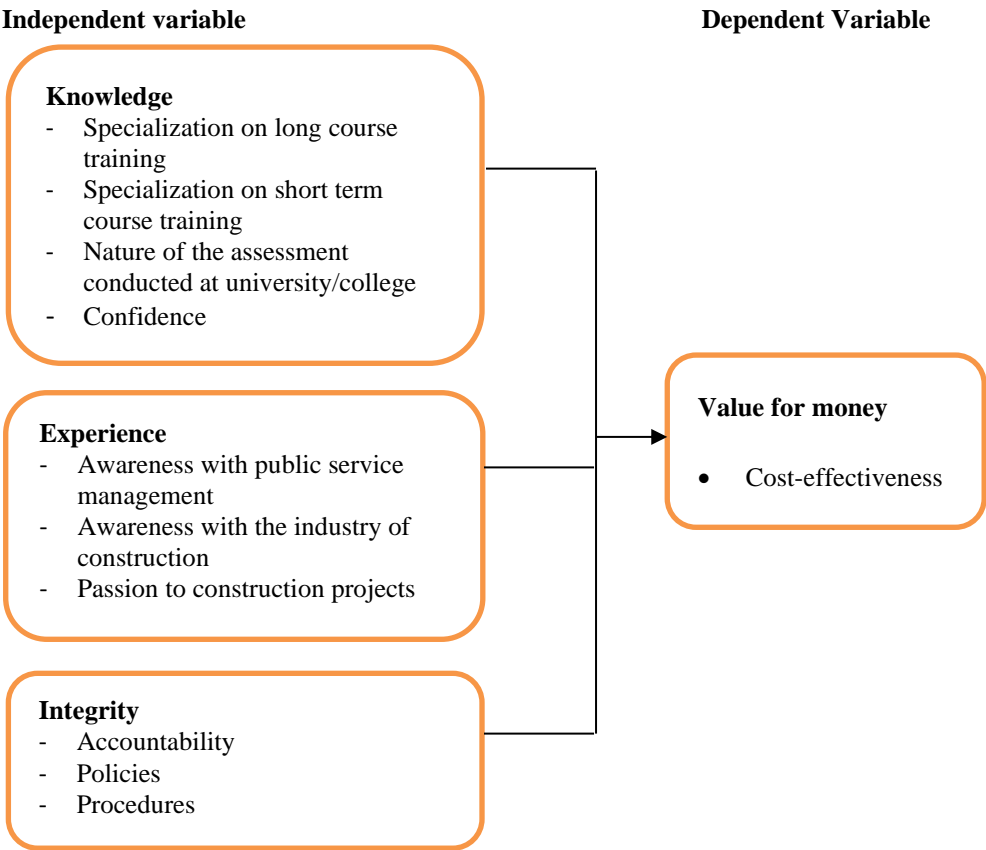 Independent variable
Dependent Variable
Knowledge
- Specialization on long course
training
- Specialization on short term
course training
- Nature of the assessment
conducted at university/college
- Confidence
Experience
- Awareness with public service
management
- Awareness with the industry of
construction
- Passion to construction projects
Integrity
- Accountability
- Policies
- Procedures
Value for money
• Cost-effectiveness